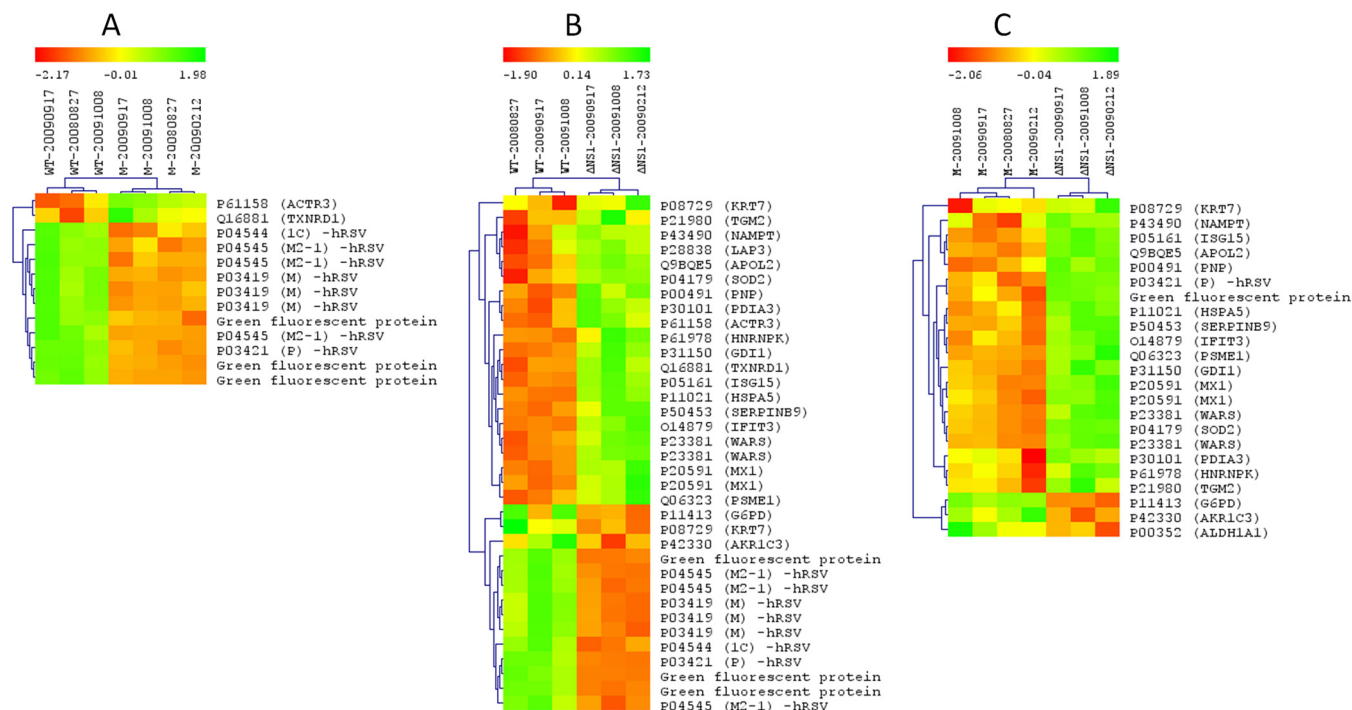 A
-2.17 -0.01 1.98
WT-20090917
WT-20080827
WT-20091008
M-20090917
M-20091008
M-20080827
M-20090212
P61158 (ACTR3)
Q16881 (TXNRD1)
P04544 (1C) -hRSV
P04545 (M2-1) -hRSV
P04545 (M2-1) -hRSV
P03419 (M) -hRSV
P03419 (M) -hRSV
P03419 (M) -hRSV
Green fluorescent protein
P04545 (M2-1) -hRSV
P03421 (P) -hRSV
Green fluorescent protein
Green fluorescent protein
B
-1.90 0.14 1.73
WT-20080827
WT-20090917
WT-20091008
ΔNS1-20090917
ΔNS1-20091008
ΔNS1-20090212
P08729 (KRT7)
P21980 (TGM2)
P43490 (NAMPT)
P28838 (LAP3)
Q9BQE5 (APOL2)
P04179 (SOD2)
P00491 (PNP)
P30101 (PDIA3)
P61158 (ACTR3)
P61978 (HNRNPK)
P31150 (GDI1)
Q16881 (TXNRD1)
P05161 (ISG15)
P11021 (HSPA5)
P50453 (SERPINB9)
O14879 (IFIT3)
P23381 (WARS)
P23381 (WARS)
P20591 (MX1)
P20591 (MX1)
Q06323 (PSME1)
P11413 (G6PD)
P08729 (KRT7)
P42330 (AKR1C3)
Green fluorescent protein
P04545 (M2-1) -hRSV
P04545 (M2-1) -hRSV
P03419 (M) -hRSV
P03419 (M) -hRSV
P03419 (M) -hRSV
P04544 (1C) -hRSV
P03421 (P) -hRSV
Green fluorescent protein
Green fluorescent protein
P04545 (M2-1) -hRSV
C
-2.06 -0.04 1.89
M-20091008
M-20090917
M-20080827
M-20090212
ΔNS1-20090917
ΔNS1-20091008
ΔNS1-20090212
P08729 (KRT7)
P43490 (NAMPT)
P05161 (ISG15)
Q9BQE5 (APOL2)
P00491 (PNP)
P03421 (P) -hRSV
Green fluorescent protein
P11021 (HSPA5)
P50453 (SERPINB9)
O14879 (IFIT3)
Q06323 (PSME1)
P31150 (GDI1)
P20591 (MX1)
P20591 (MX1)
P23381 (WARS)
P04179 (SOD2)
P23381 (WARS)
P30101 (PDIA3)
P61978 (HNRNPK)
P21980 (TGM2)
P11413 (G6PD)
P42330 (AKR1C3)
P00352 (ALDH1A1)